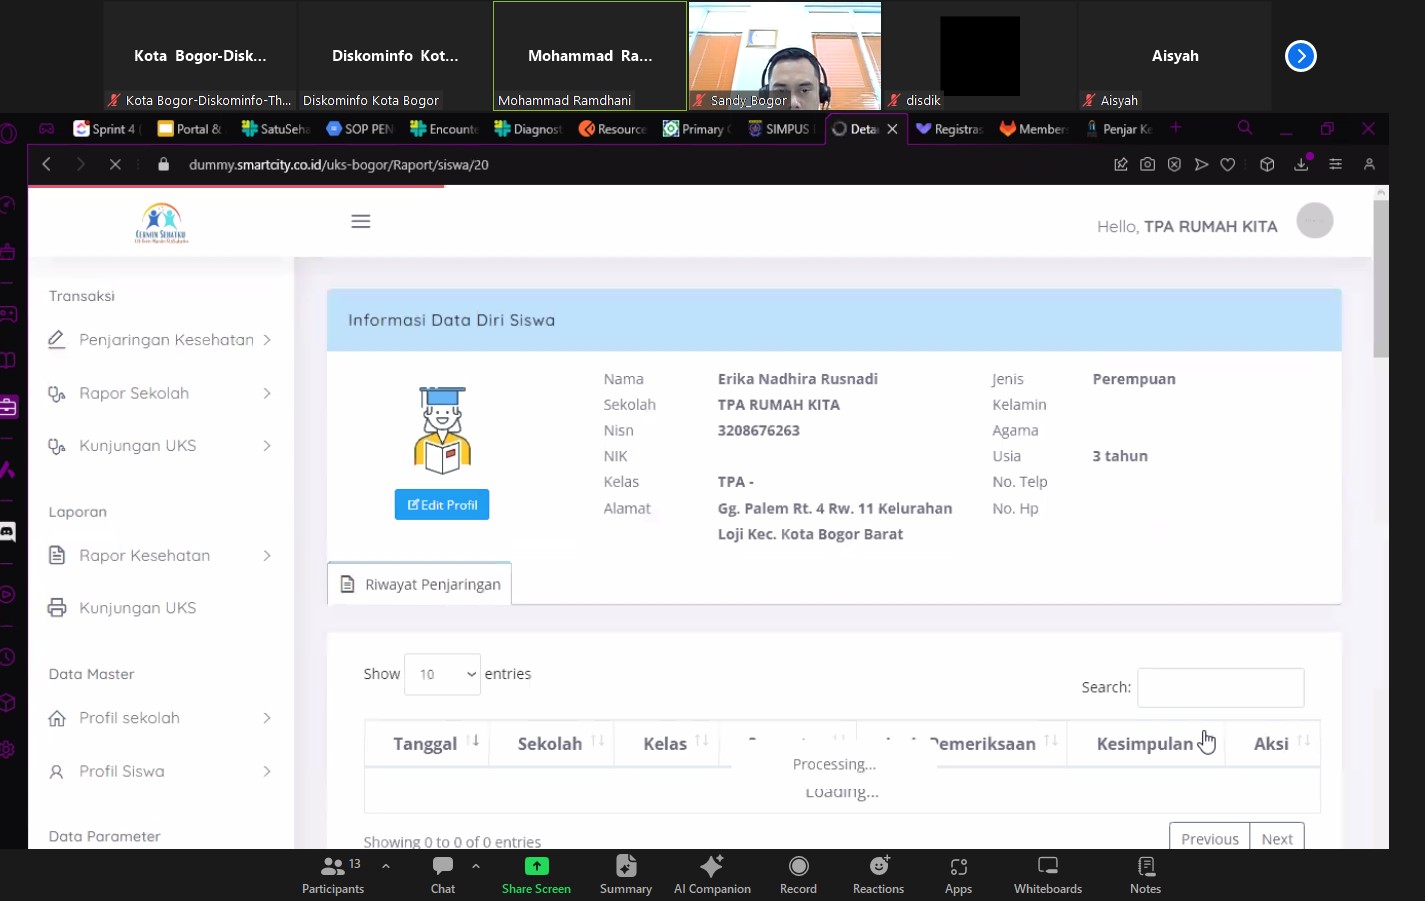 Kota Bogor-Disk...
Diskominfo Kot...
Mohammad Ra...
Aisyah
Kota Bogor-Diskominfo-Th...
Diskominfo Kota Bogor
Mohammad Ramdhani
Sandy_Bogor
disdik
Aisyah
Sprint 4
Portal &
SatuSeha
SOP PEN
Encounte
Diagnost
Resource
Primary
SIMPUS
Deta
Registras
Member
Penjar Ke
dummy.smartcity.co.id/uks-bogor/Raport/siswa/20
CERMIN SEHATKU
Hello, TPA RUMAH KITA
Transaksi
Penjaringan Kesehatan
Rapor Sekolah
Kunjungan UKS
Laporan
Rapor Kesehatan
Kunjungan UKS
Data Master
Profil sekolah
Profil Siswa
Data Parameter
Informasi Data Diri Siswa
Edit Profil
Nama Erika Nadhira Rusnadi
Sekolah TPA RUMAH KITA
Nisn 3208676263
NIK
Kelas TPA -
Alamat Gg. Palem Rt. 4 Rw. 11 Kelurahan
Loji Kec. Kota Bogor Barat
Jenis Perempuan
Kelamin
Agama
Usia 3 tahun
No. Telp
No. Hp
Riwayat Penjaringan
Show 10 entries
Search:
Tanggal Sekolah Kelas Pemeriksaan Kesimpulan Aksi
Processing...
Loading...
Showing 0 to 0 of 0 entries
Previous Next
13
Participants Chat Share Screen Summary AI Companion Record Reactions Apps Whiteboards Notes